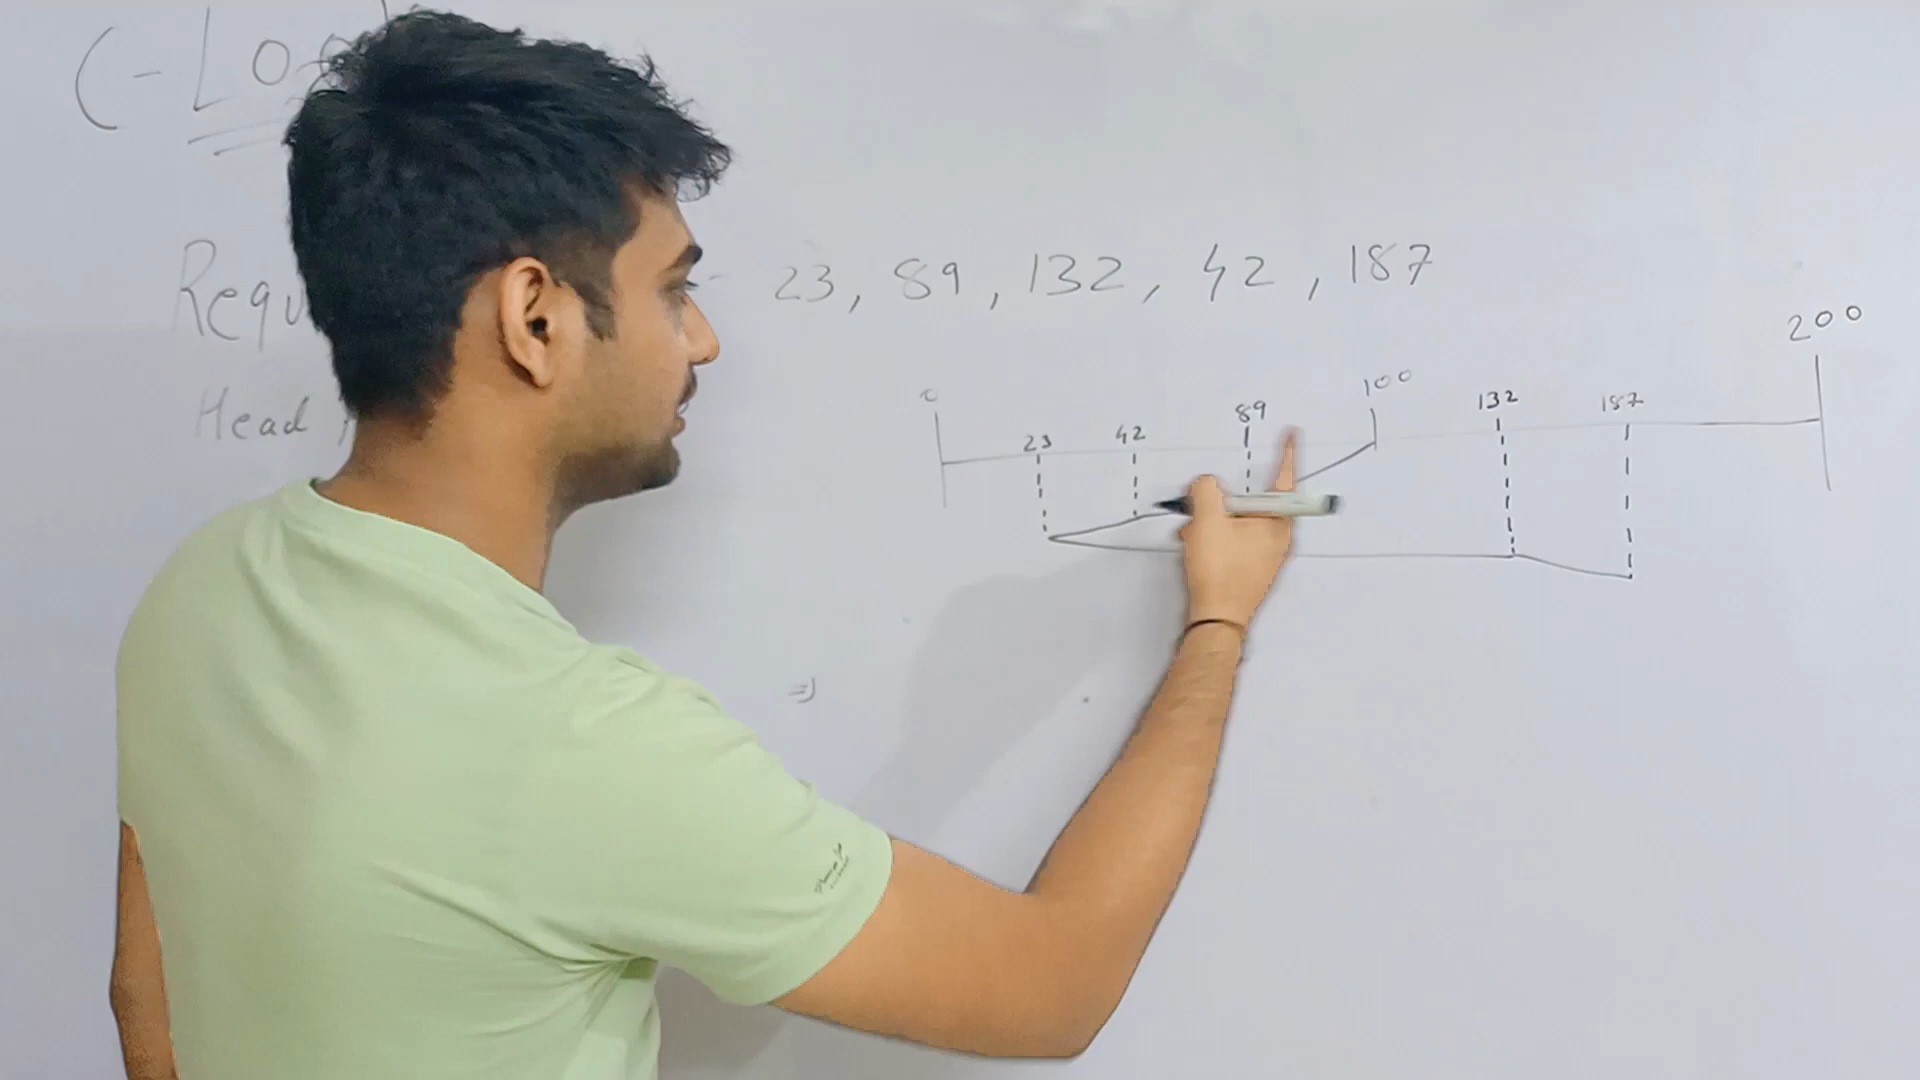 (-Loo
Requ - 23, 89, 132, 42, 187
200
0 100
Head 89 132 187
23 42
=)